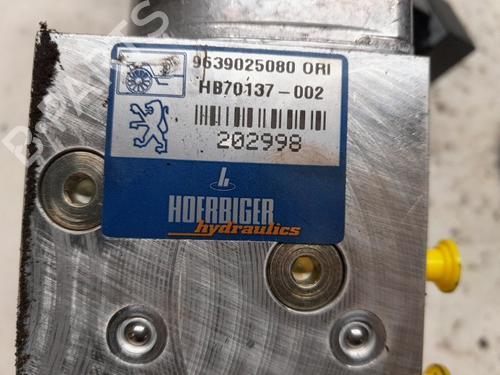 9639025080 ORI
HB70137-002
202998
HOERBIGER
hydraulics